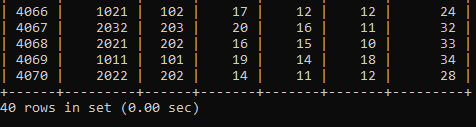 | 4066 | 1021 | 102 | 17 | 12 | 12 | 24 |
| 4067 | 2032 | 203 | 20 | 16 | 11 | 32 |
| 4068 | 2021 | 202 | 16 | 15 | 10 | 33 |
| 4069 | 1011 | 101 | 19 | 14 | 18 | 34 |
| 4070 | 2022 | 202 | 14 | 11 | 12 | 28 |
+------+--------+------+------+------+------+---------+
40 rows in set (0.00 sec)